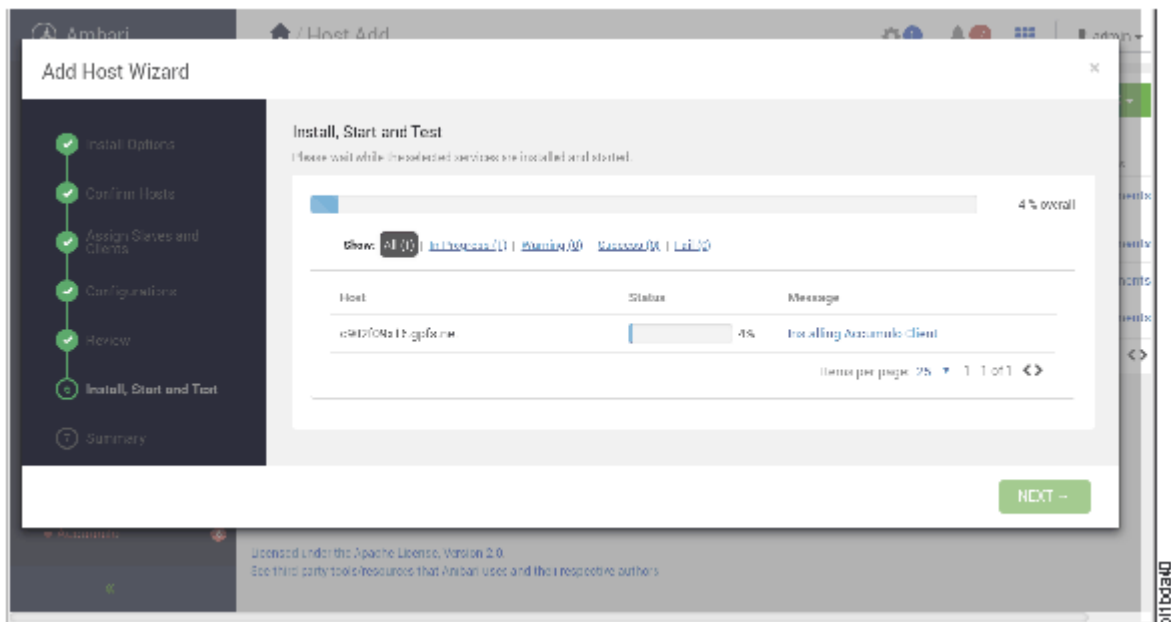 Ambari
/ Host Add
admin
Add Host Wizard
×
Install Options
Confirm Hosts
Assign Slaves and
Clients
Configurations
Review
6 Install, Start and Test
7 Summary
Install, Start and Test
Please wait while the selected services are installed and started.
4 % overall
Show: All (1) | In Progress (1) | Warning (0) | Success (0) | Fail (0)
Host Status Message
4% Installing Accumulo Client
Items per page: 25 1 - 1 of 1
NEXT →
Accumulo
Licensed under the Apache License, Version 2.0.
See third party tools/resources that Ambari uses and their respective authors